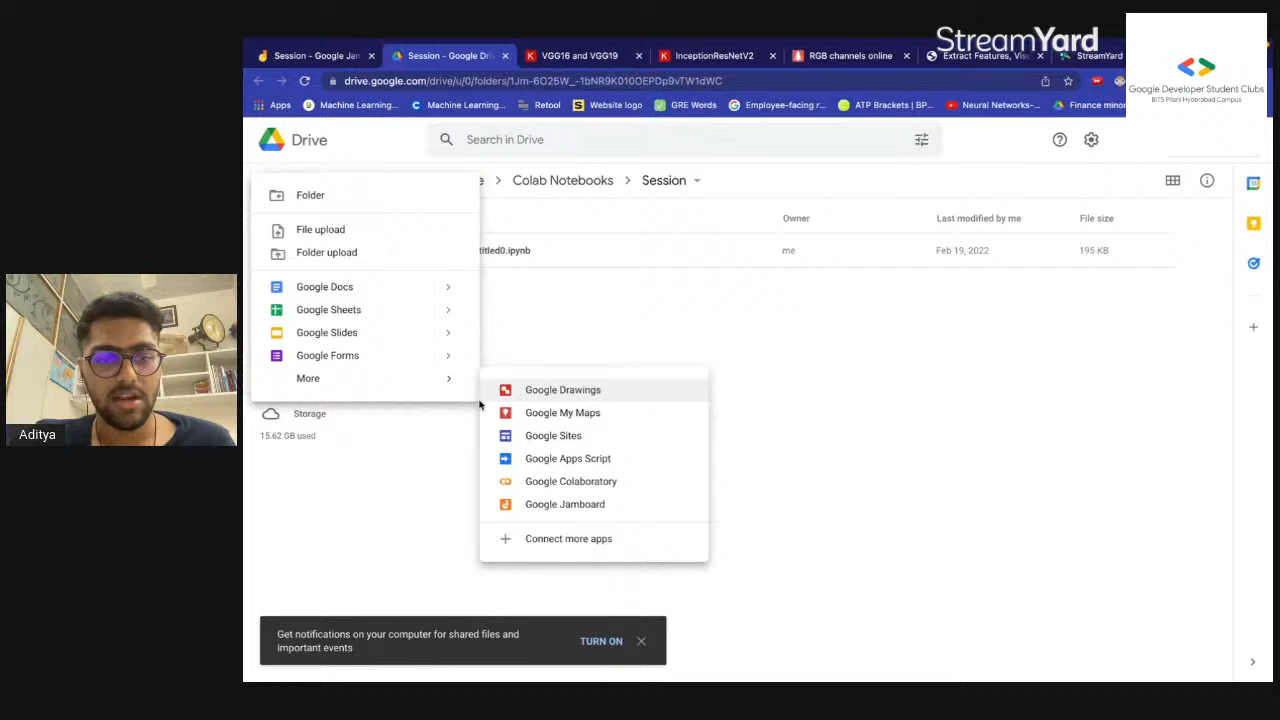 StreamYard
Google Developer Student Clubs
BITS Pilani Hyderabad Campus
Session - Google Jam
Session - Google Dri
VGG16 and VGG19
InceptionResNetV2
RGB channels online
Extract Features, Vis
StreamYard
drive.google.com/drive/u/0/folders/1Jm-6O25W_-1bNR9K010OEPDp9vTW1dWC
Apps
Machine Learning...
Machine Learning...
Retool
Website logo
GRE Words
Employee-facing r...
ATP Brackets | BP...
Neural Networks-...
Finance minor
Drive
Search in Drive
Colab Notebooks
Session
Folder
File upload
Folder upload
Google Docs
Google Sheets
Google Slides
Google Forms
More
Owner
Last modified by me
File size
titled0.ipynb
me
Feb 19, 2022
195 KB
Google Drawings
Google My Maps
Google Sites
Google Apps Script
Google Colaboratory
Google Jamboard
Connect more apps
Storage
15.62 GB used
Aditya
Get notifications on your computer for shared files and
important events
TURN ON